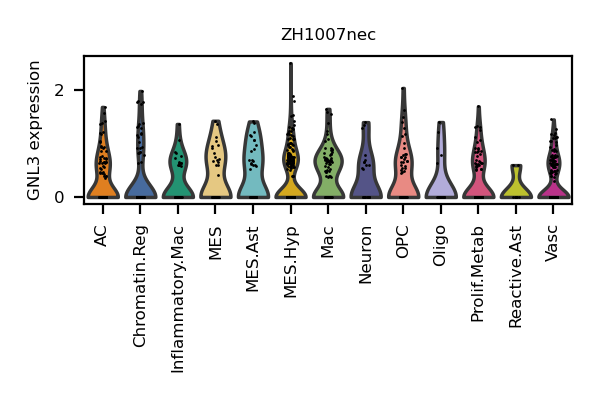 ZH1007nec
GNL3 expression
2
0
AC
Chromatin.Reg
Inflammatory.Mac
MES
MES.Ast
MES.Hyp
Mac
Neuron
OPC
Oligo
Prolif.Metab
Reactive.Ast
Vasc